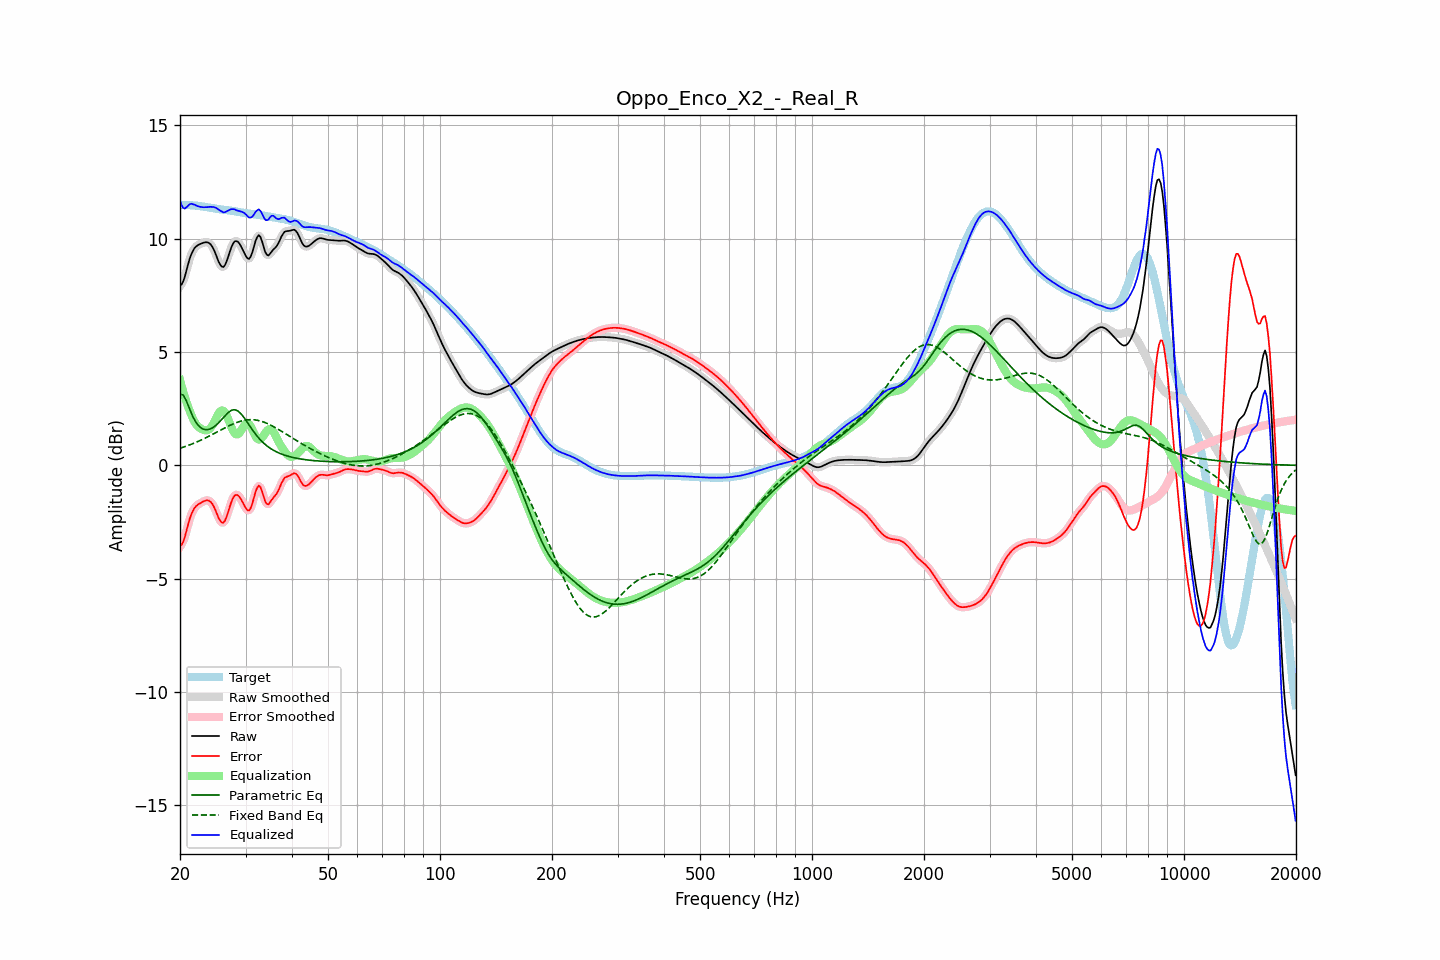 Oppo_Enco_X2_-_Real_R
15
10
5
0
−5
−10
−15
Amplitude (dBr)
Target
Raw Smoothed
Error Smoothed
Raw
Error
Equalization
Parametric Eq
Fixed Band Eq
Equalized
20 50 100 200 500 1000 2000 5000 10000 20000
Frequency (Hz)